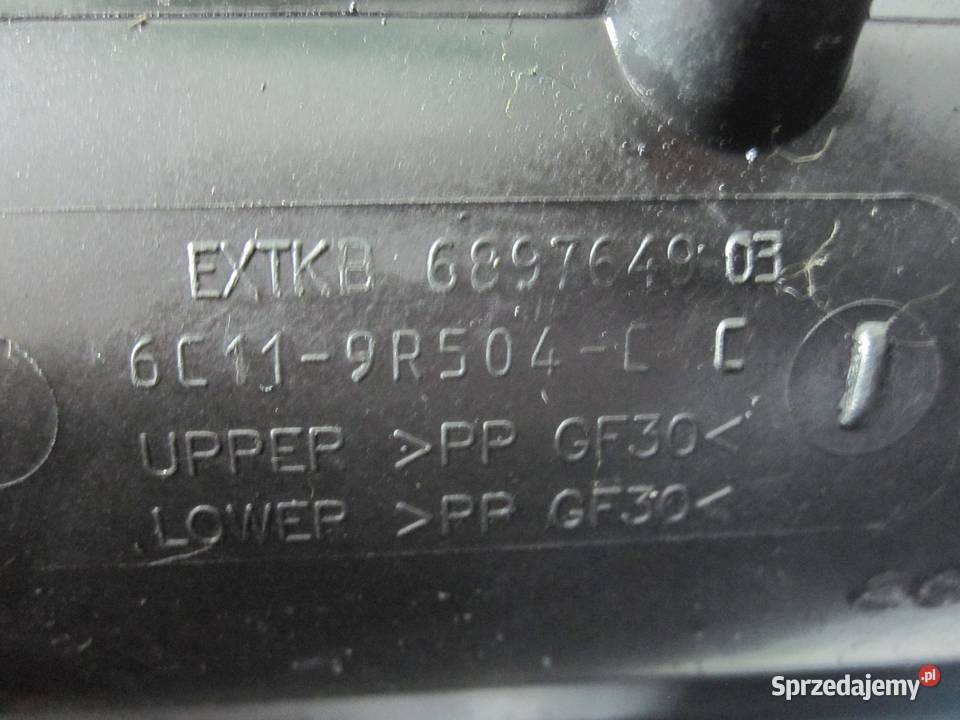 EXTKB 6897649 03
6C11-9R504-C C
UPPER >PP GF30<
LOWER >PP GF30<
Sprzedajemy.pl